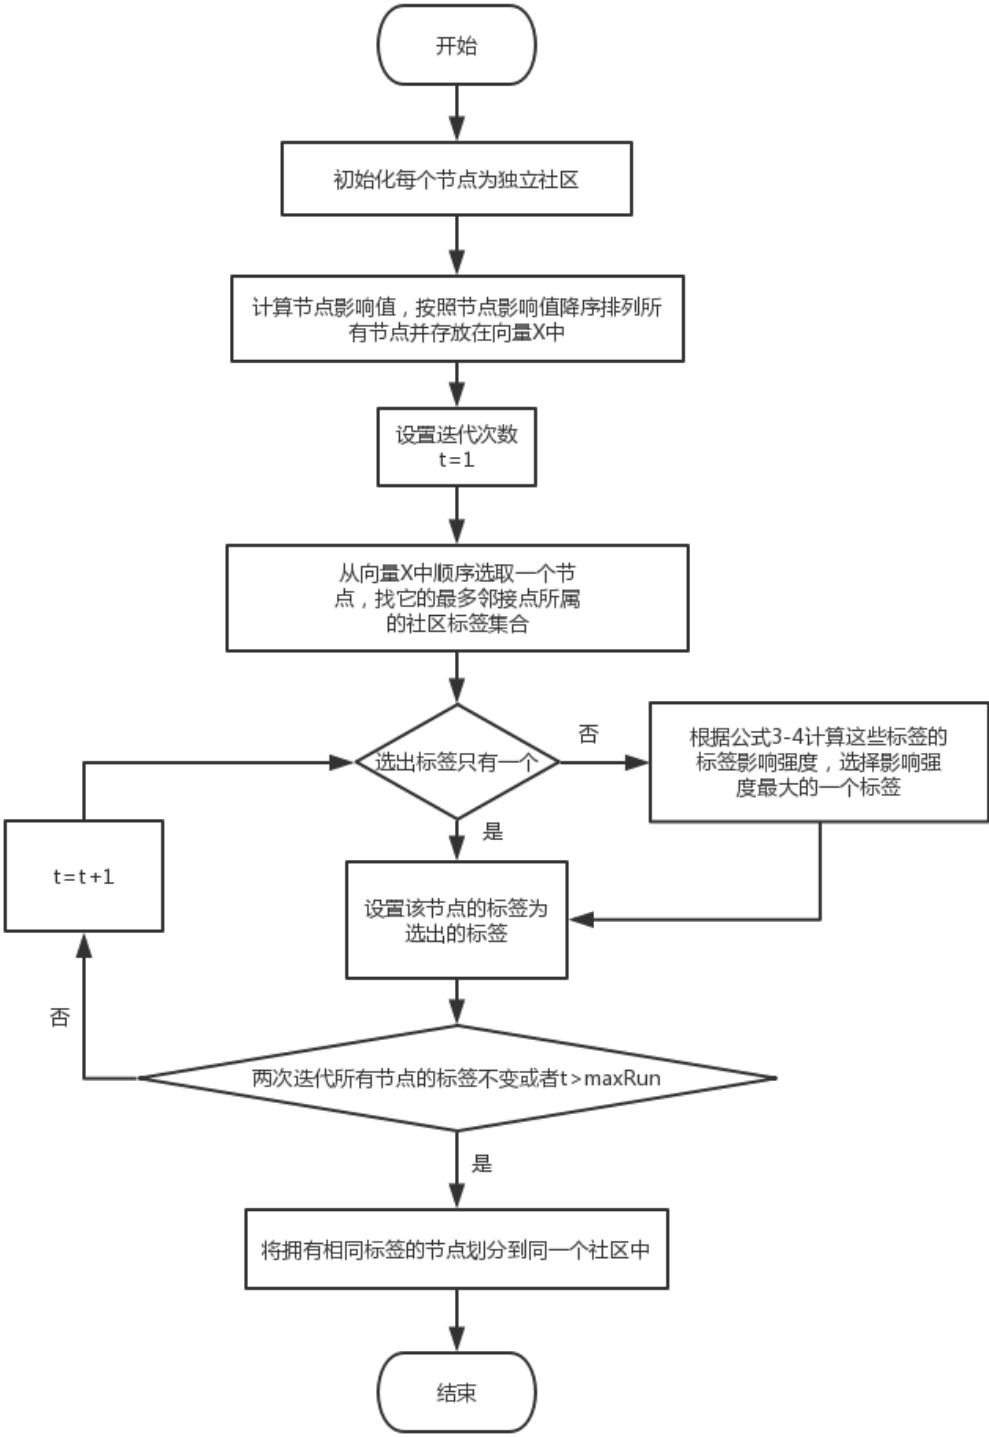 开始
初始化每个节点为独立社区
计算节点影响值，按照节点影响值降序排列所
有节点并存放在向量X中
设置迭代次数
t=1
从向量X中顺序选取一个节
点，找它的最多邻接点所属
的社区标签集合
选出标签只有一个
否
根据公式3-4计算这些标签的
标签影响强度，选择影响强
度最大的一个标签
是
t=t+1
设置该节点的标签为
选出的标签
否
两次迭代所有节点的标签不变或者t>maxRun
是
将拥有相同标签的节点划分到同一个社区中
结束